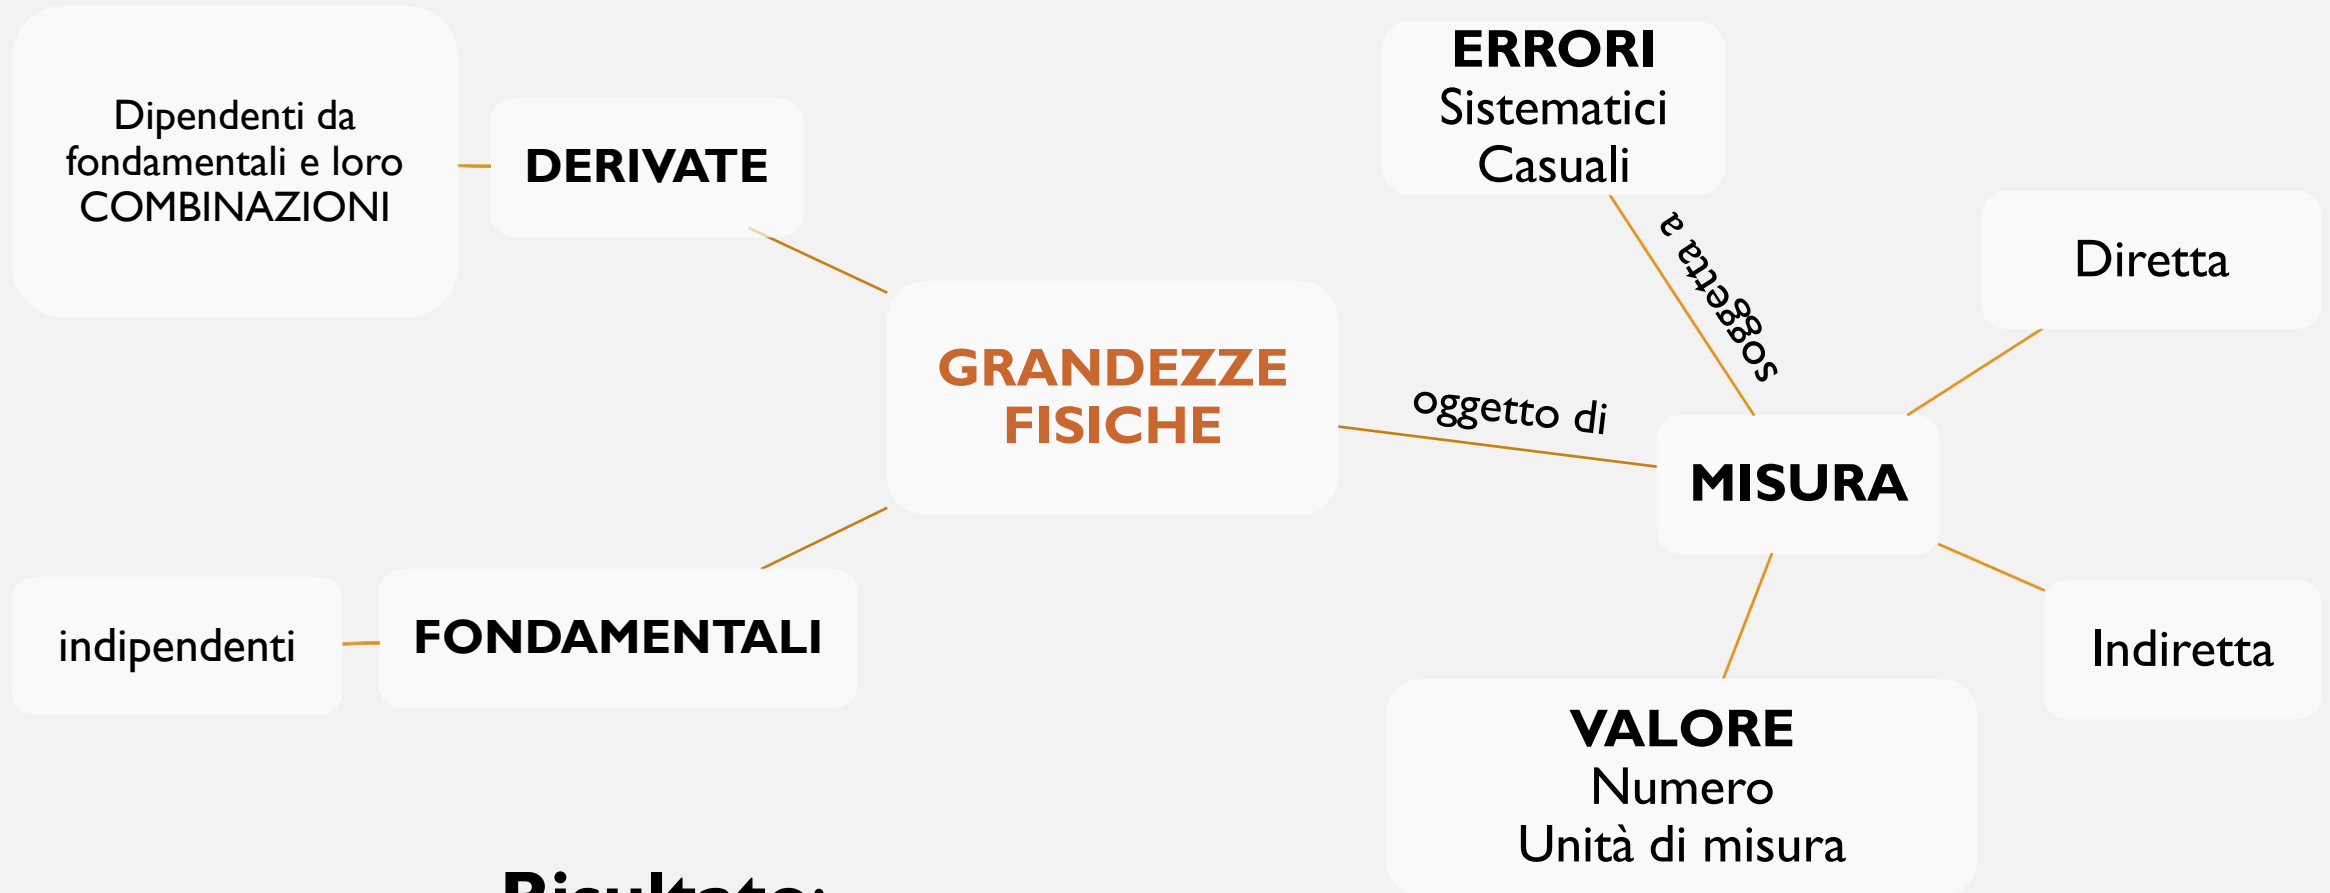 Dipendenti da
fondamentali e loro
COMBINAZIONI
DERIVATE
ERRORI
Sistematici
Casuali
soggetta a
Diretta
GRANDEZZE
FISICHE
oggetto di
MISURA
indipendenti
FONDAMENTALI
Indiretta
VALORE
Numero
Unità di misura
Risultato: